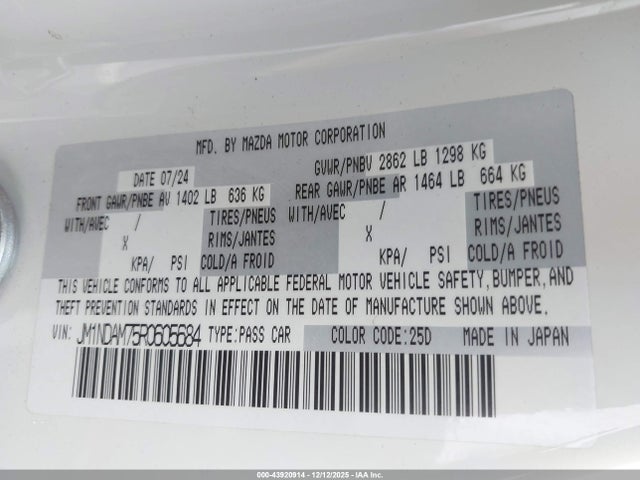 MFD. BY MAZDA MOTOR CORPORATION
DATE 07/24 GVWR/PNBV 2862 LB 1298 KG
FRONT GAWR/PNBE AV 1402 LB 636 KG REAR GAWR/PNBE AR 1464 LB 664 KG
WITH/AVEC / TIRES/PNEUS WITH/AVEC / TIRES/PNEUS
X RIMS/JANTES X RIMS/JANTES
KPA/ PSI COLD/A FROID KPA/ PSI COLD/A FROID
THIS VEHICLE CONFORMS TO ALL APPLICABLE FEDERAL MOTOR VEHICLE SAFETY, BUMPER, AND
THEFT PREVENTION STANDARDS IN EFFECT ON THE DATE OF MANUFACTURE SHOWN ABOVE.
VIN: JM1NDAM75R0605684 TYPE:PASS CAR COLOR CODE:25D MADE IN JAPAN
000-43920914 - 12/12/2025 - IAA Inc.